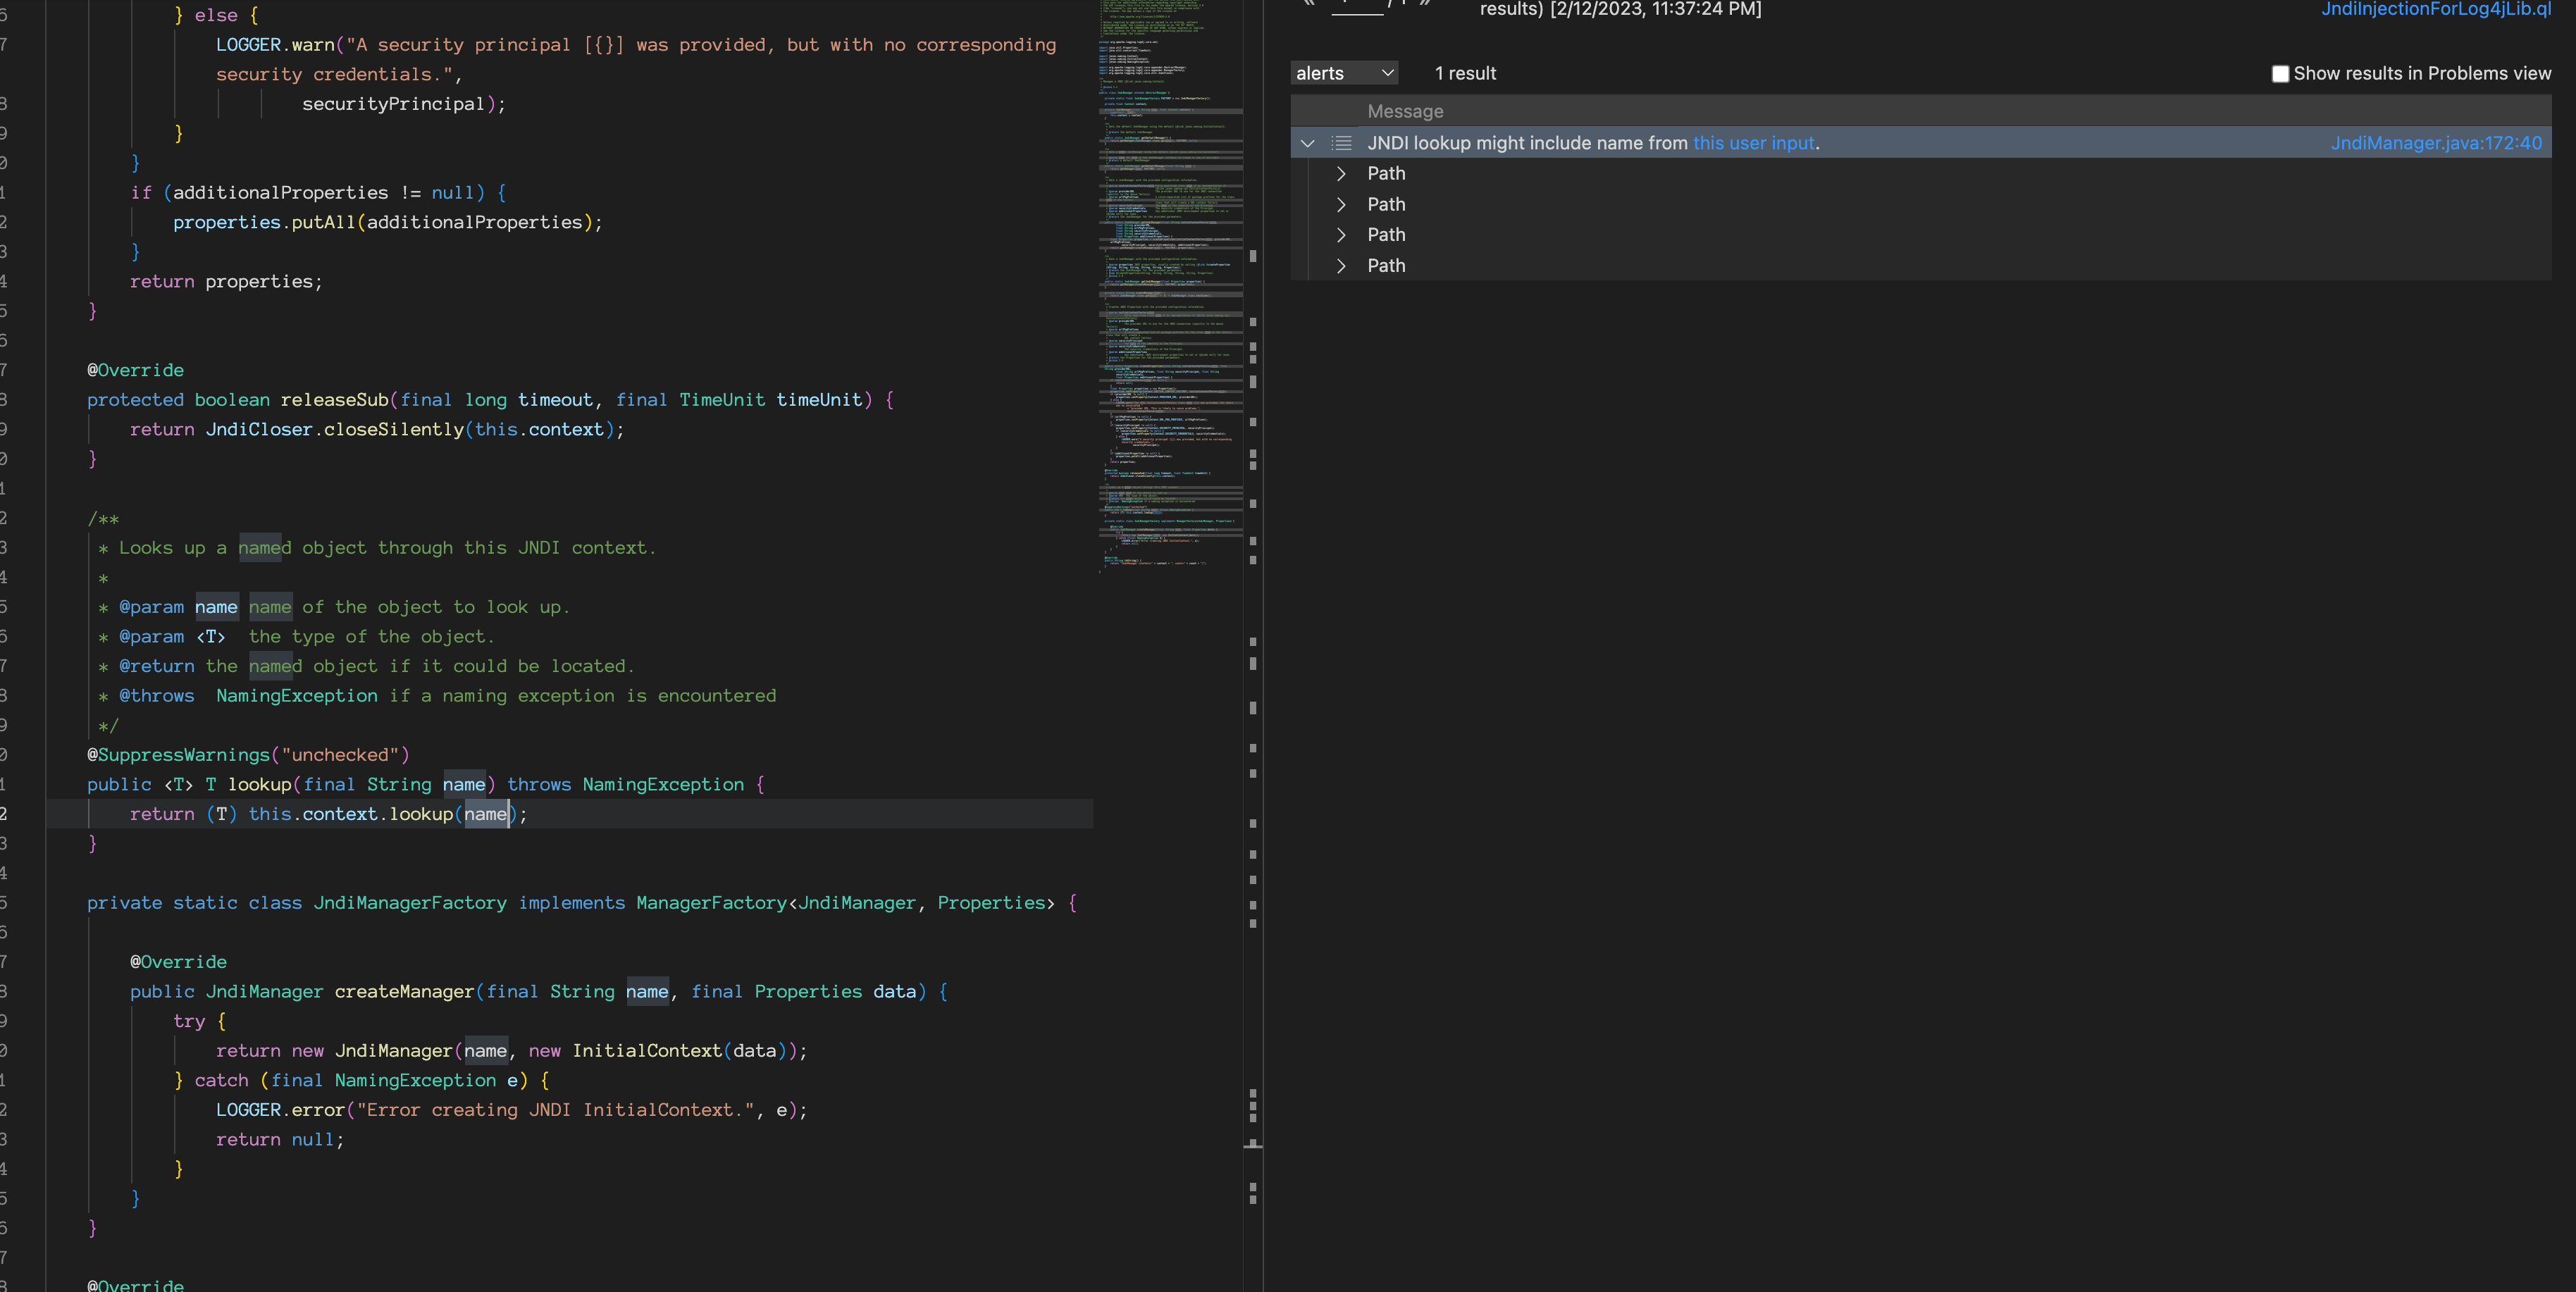 } else {
LOGGER.warn("A security principal [{}] was provided, but with no corresponding
security credentials.",
securityPrincipal);
}
}
if (additionalProperties != null) {
properties.putAll(additionalProperties);
}
return properties;
}
@Override
protected boolean releaseSub(final long timeout, final TimeUnit timeUnit) {
return JndiCloser.closeSilently(this.context);
}
/**
* Looks up a named object through this JNDI context.
*
* @param name name of the object to look up.
* @param <T>  the type of the object.
* @return the named object if it could be located.
* @throws  NamingException if a naming exception is encountered
*/
@SuppressWarnings("unchecked")
public <T> T lookup(final String name) throws NamingException {
return (T) this.context.lookup(name);
}
private static class JndiManagerFactory implements ManagerFactory<JndiManager, Properties> {
@Override
public JndiManager createManager(final String name, final Properties data) {
try {
return new JndiManager(name, new InitialContext(data));
} catch (final NamingException e) {
LOGGER.error("Error creating JNDI InitialContext.", e);
return null;
}
}
}
@Override
results) [2/12/2023, 11:37:24 PM]
JndiInjectionForLog4jLib.ql
alerts 1 result Show results in Problems view
Message
JNDI lookup might include name from this user input. JndiManager.java:172:40
Path
Path
Path
Path